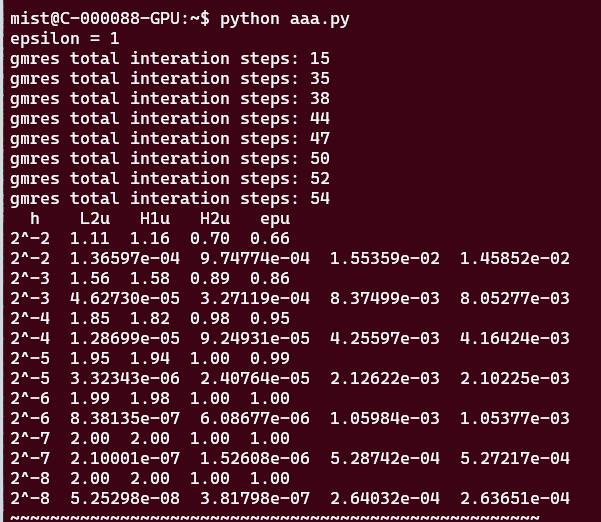 mist@C-000088-GPU:~$ python aaa.py
epsilon = 1
gmres total interation steps: 15
gmres total interation steps: 35
gmres total interation steps: 38
gmres total interation steps: 44
gmres total interation steps: 47
gmres total interation steps: 50
gmres total interation steps: 52
gmres total interation steps: 54
h L2u H1u H2u epu
2^-2 1.11 1.16 0.70 0.66
2^-2 1.36597e-04 9.74774e-04 1.55359e-02 1.45852e-02
2^-3 1.56 1.58 0.89 0.86
2^-3 4.62730e-05 3.27119e-04 8.37499e-03 8.05277e-03
2^-4 1.85 1.82 0.98 0.95
2^-4 1.28699e-05 9.24931e-05 4.25597e-03 4.16424e-03
2^-5 1.95 1.94 1.00 0.99
2^-5 3.32343e-06 2.40764e-05 2.12622e-03 2.10225e-03
2^-6 1.99 1.98 1.00 1.00
2^-6 8.38135e-07 6.08677e-06 1.05984e-03 1.05377e-03
2^-7 2.00 2.00 1.00 1.00
2^-7 2.10001e-07 1.52608e-06 5.28742e-04 5.27217e-04
2^-8 2.00 2.00 1.00 1.00
2^-8 5.25298e-08 3.81798e-07 2.64032e-04 2.63651e-04
~~~~~~~~~~~~~~~~~~~~~~~~~~~~~~~~~~~~~~~~~~~~~~~~~~~~~